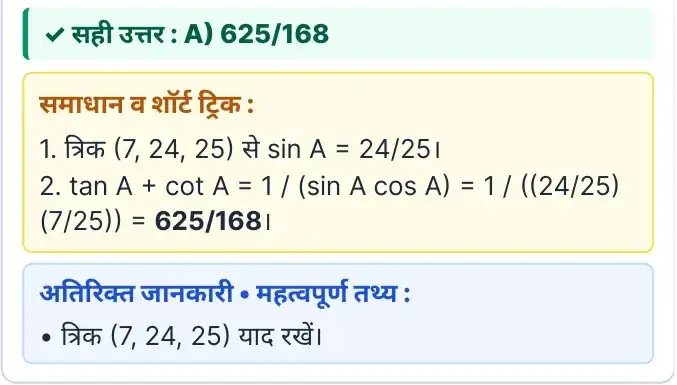 ✓ सही उत्तर : A) 625/168
समाधान व शॉर्ट ट्रिक :
1. त्रिक (7, 24, 25) से sin A = 24/25।
2. tan A + cot A = 1 / (sin A cos A) = 1 / ((24/25)
(7/25)) = 625/168।
अतिरिक्त जानकारी • महत्वपूर्ण तथ्य :
• त्रिक (7, 24, 25) याद रखें।